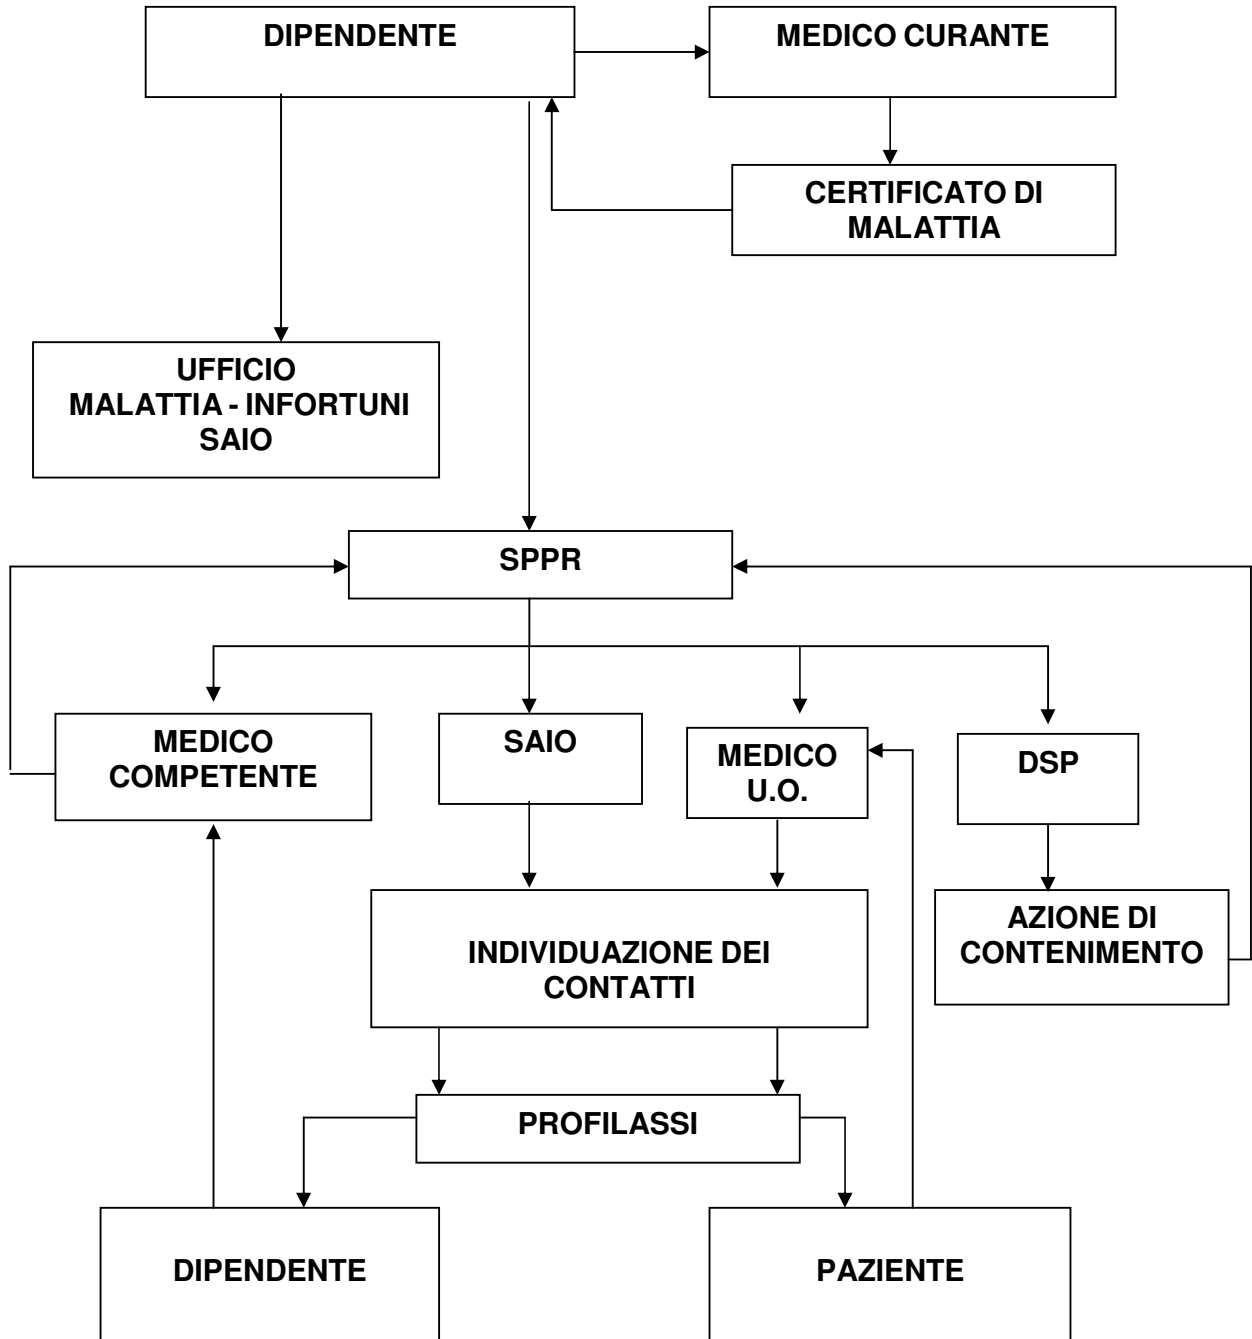 DIPENDENTE
MEDICO CURANTE
CERTIFICATO DI
MALATTIA
UFFICIO
MALATTIA - INFORTUNI
SAIO
SPPR
MEDICO
COMPETENTE
SAIO
MEDICO
U.O.
DSP
AZIONE DI
CONTENIMENTO
INDIVIDUAZIONE DEI
CONTATTI
PROFILASSI
DIPENDENTE
PAZIENTE